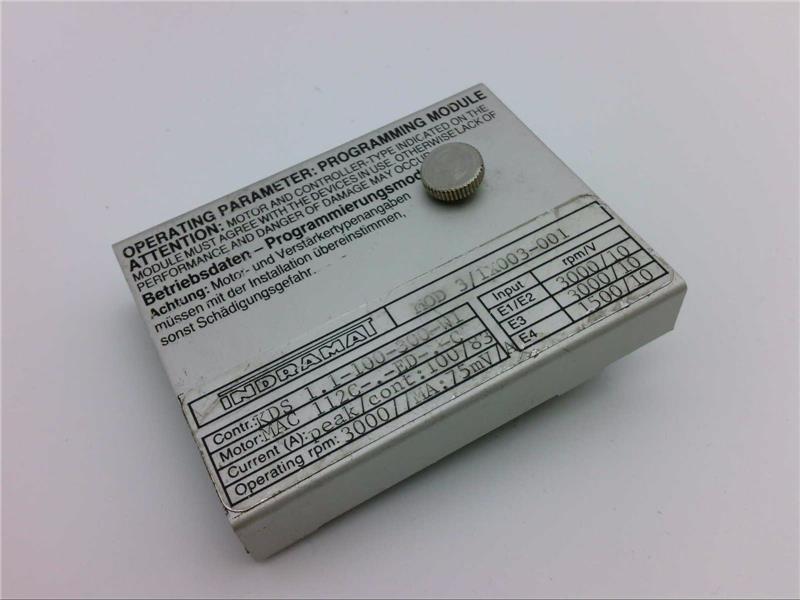 OPERATING PARAMETER: PROGRAMMING MODULE
ATTENTION: MOTOR AND CONTROLLER-TYPE INDICATED ON THE
MODULE MUST AGREE WITH THE DEVICES IN USE. OTHERWISE LACK OF
PERFORMANCE AND DANGER OF DAMAGE MAY OCCUR
Betriebsdaten – Programmierungsmod
Achtung: Motor- und Verstärkertypenangaben
müssen mit der Installation übereinstimmen,
sonst Schädigungsgefahr.
INDRAMAT MOD 3/1X003-001
Contr.: KDS 1.1-100-300-W1
Motor: MAC 112C-.-ED-.-C
Current (A): peak/cont:100/83
Operating rpm: 3000//MA:75mV/A
Input rpm/V
E1/E2 3000/10
E3 3000/10
E4 1500/10